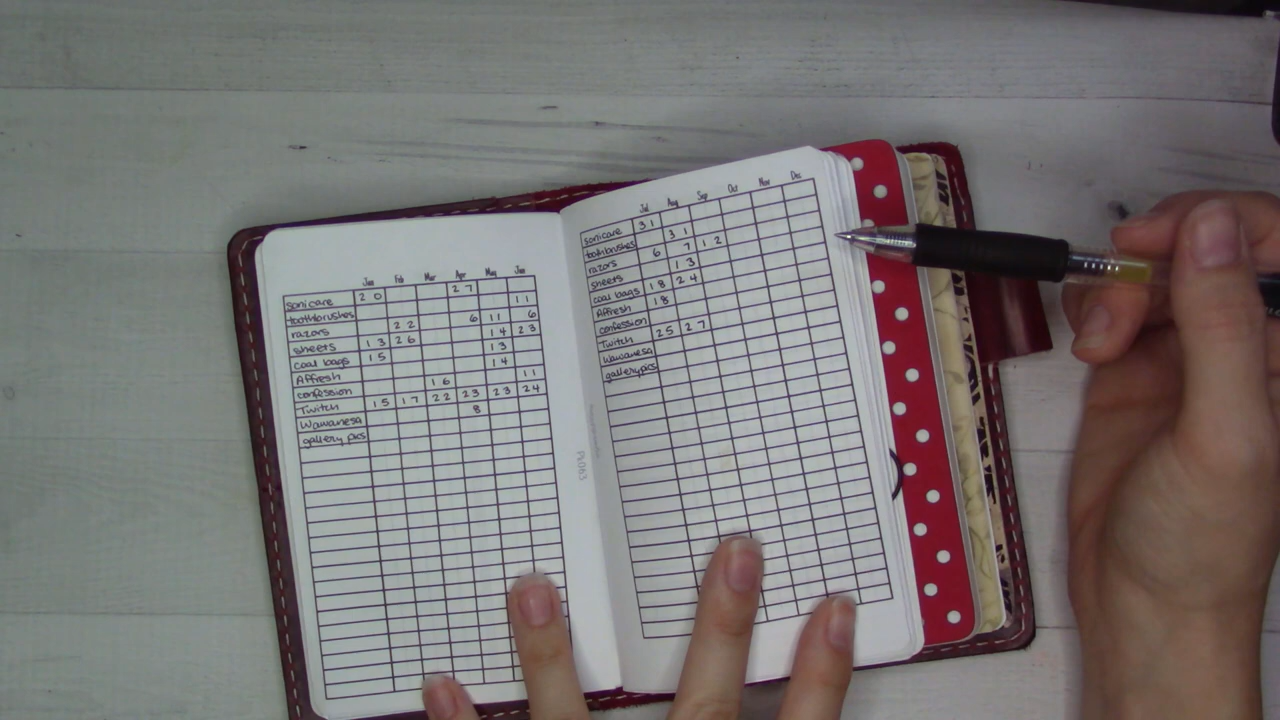 Jan Feb Mar Apr May Jun
sonicare 20 27
toothbrushes 11
razors 22 6 11 6
sheets 13 26 14 23
coal bags 15 13
Affresh 14
confession 16 11
Twitch 15 17 22 23 23 24
Wawanesa 8
gallery pics
Jul Aug Sep Oct Nov Dec
sonicare 31
toothbrushes 31
razors 6 7 12
sheets 13
coal bags 18 24
Affresh 18
confession
Twitch 25 27
Wawanesa
gallery pics